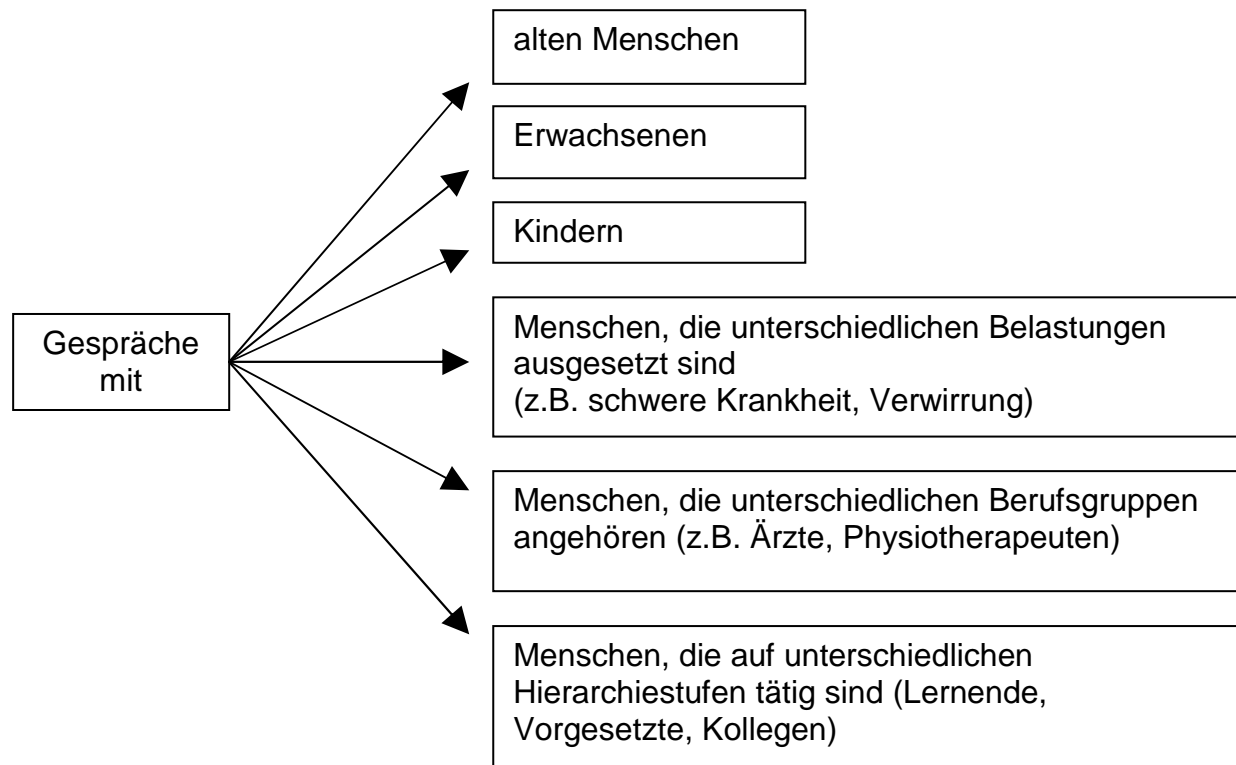 alten Menschen
Erwachsenen
Kindern
Gespräche
mit
Menschen, die unterschiedlichen Belastungen
ausgesetzt sind
(z.B. schwere Krankheit, Verwirrung)
Menschen, die unterschiedlichen Berufsgruppen
angehören (z.B. Ärzte, Physiotherapeuten)
Menschen, die auf unterschiedlichen
Hierarchiestufen tätig sind (Lernende,
Vorgesetzte, Kollegen)